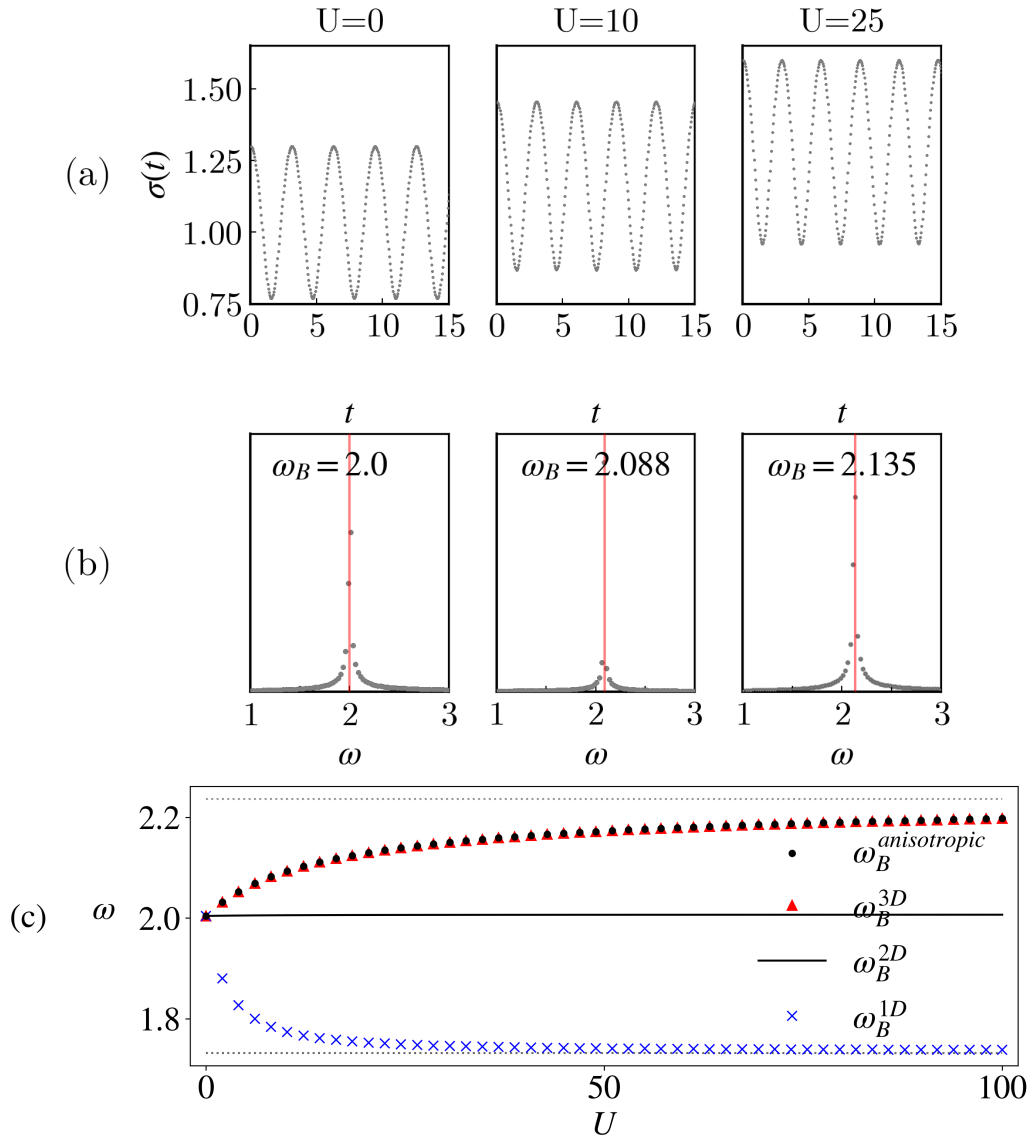 U=0 U=10 U=25
(a)
σ(t)
1.50
1.25
1.00
0.75
0 5 10 15 0 5 10 15 0 5 10 15
t t t
(b)
ω_B = 2.0 ω_B = 2.088 ω_B = 2.135
1 2 3 1 2 3 1 2 3
ω ω ω
(c)
ω
2.2
2.0
1.8
ω_B^{anisotropic}
ω_B^{3D}
ω_B^{2D}
ω_B^{1D}
0 50 100
U